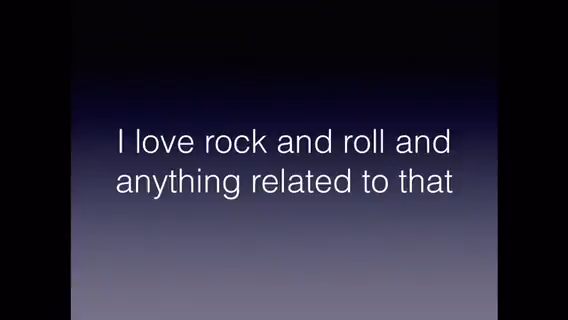 I love rock and roll and
anything related to that